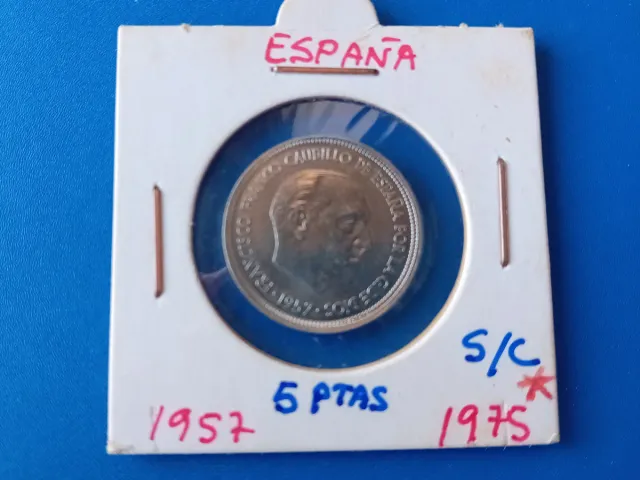 ESPAÑA
FRANCISCO FRANCO CAUDILLO DE ESPAÑA POR LA G. DE DIOS · 1957 ·
S/C
5 PTAS
1957
1975*